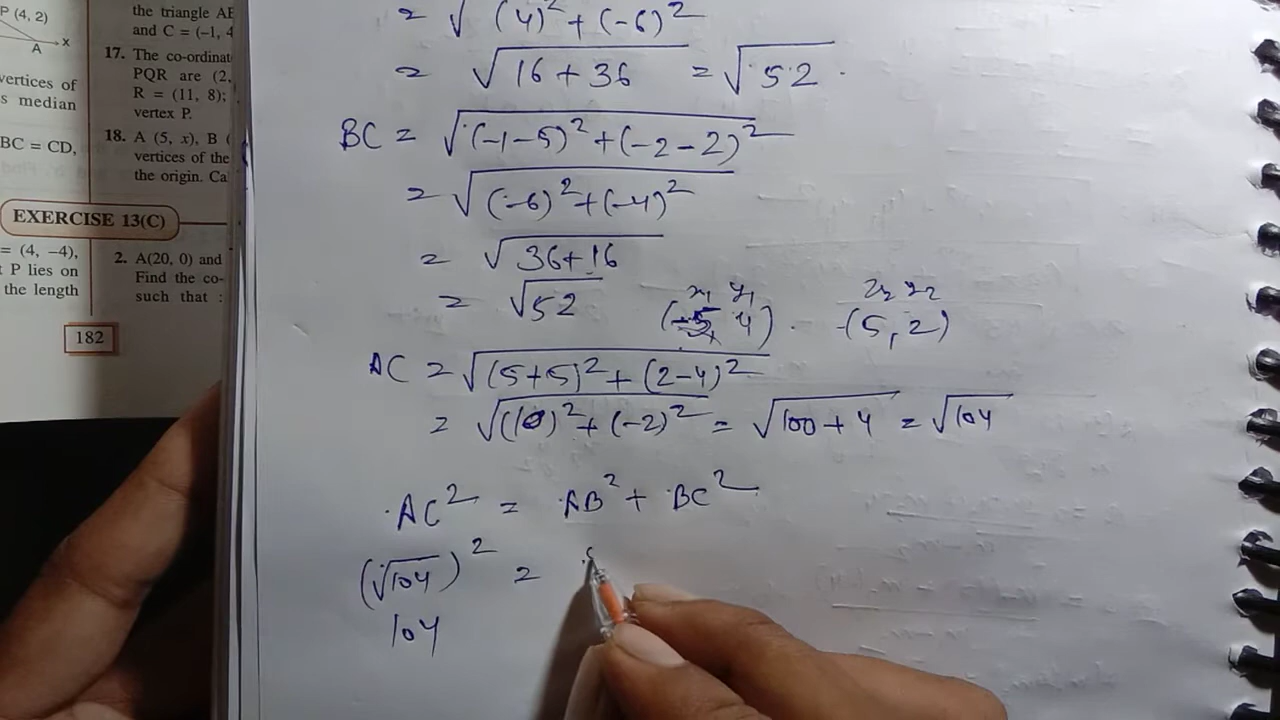 P (4, 2)
A
x
vertices of
s median
BC = CD,
EXERCISE 13(C)
= (4, –4),
t P lies on
the length
182
the triangle AB
and C = (–1, 4
17. The co-ordinat
PQR are (2,
R = (11, 8);
vertex P.
18. A (5, x), B (
vertices of the
the origin. Ca
2. A(20, 0) and
Find the co-
such that :
= √(4)² + (-6)²
= √16 + 36 = √52.
BC = √(-1-5)² + (-2-2)²
= √(-6)² + (-4)²
= √36+16
= √52
x₁ y₁ x₂ y₂
(-5, 4). (5, 2)
AC = √(5+5)² + (2-4)²
= √(10)² + (-2)² = √100 + 4 = √104
AC² = AB² + BC²
(√104)² =
104